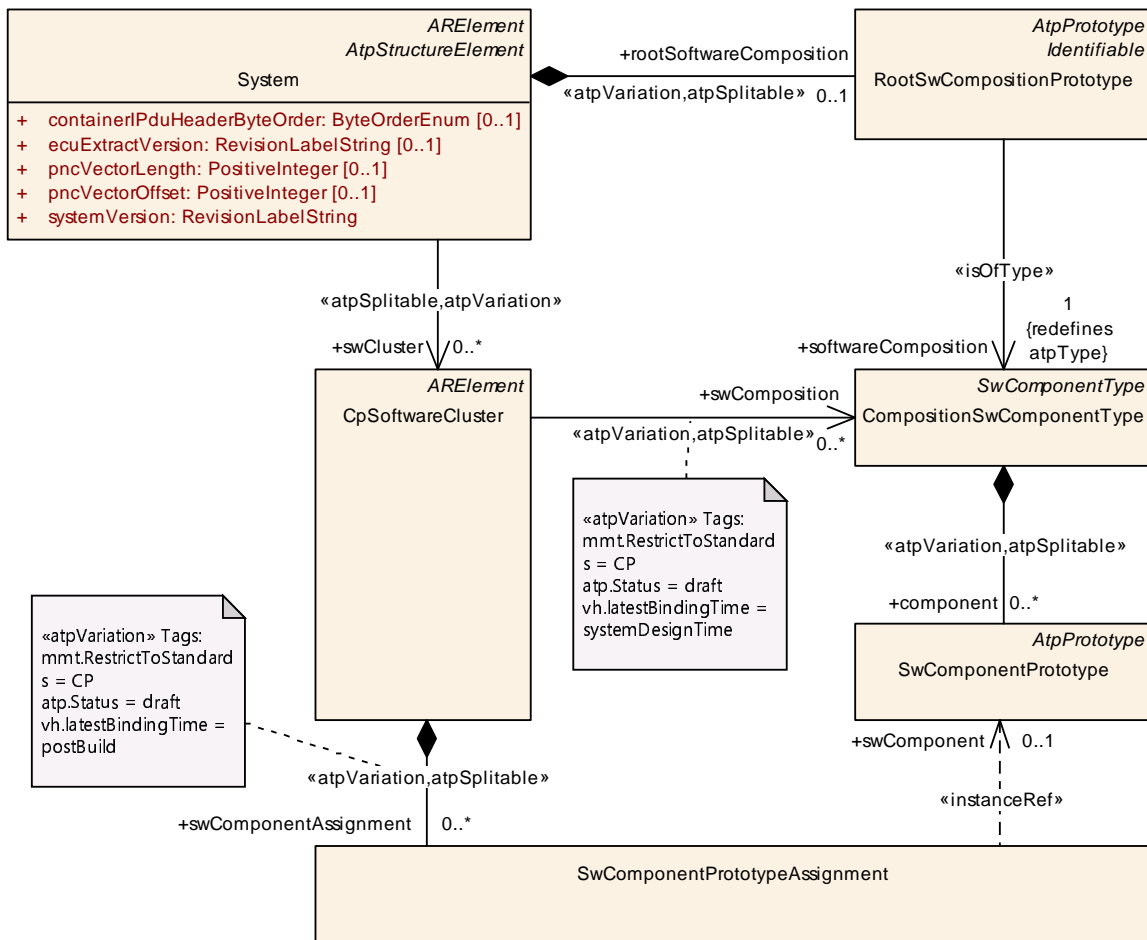 ARElement
AtpStructureElement
System
+ containerIPduHeaderByteOrder: ByteOrderEnum [0..1]
+ ecuExtractVersion: RevisionLabelString [0..1]
+ pncVectorLength: PositiveInteger [0..1]
+ pncVectorOffset: PositiveInteger [0..1]
+ systemVersion: RevisionLabelString
+rootSoftwareComposition
«atpVariation,atpSplitable» 0..1
AtpPrototype
Identifiable
RootSwCompositionPrototype
«atpSplitable,atpVariation»
+swCluster 0..*
«isOfType»
1
{redefines
atpType}
+softwareComposition
ARElement
CpSoftwareCluster
+swComposition
«atpVariation,atpSplitable»
0..*
SwComponentType
CompositionSwComponentType
«atpVariation» Tags:
mmt.RestrictToStandard
s = CP
atp.Status = draft
vh.latestBindingTime =
systemDesignTime
«atpVariation,atpSplitable»
+component 0..*
«atpVariation» Tags:
mmt.RestrictToStandard
s = CP
atp.Status = draft
vh.latestBindingTime =
postBuild
AtpPrototype
SwComponentPrototype
«atpVariation,atpSplitable»
+swComponentAssignment 0..*
+swComponent 0..1
«instanceRef»
SwComponentPrototypeAssignment